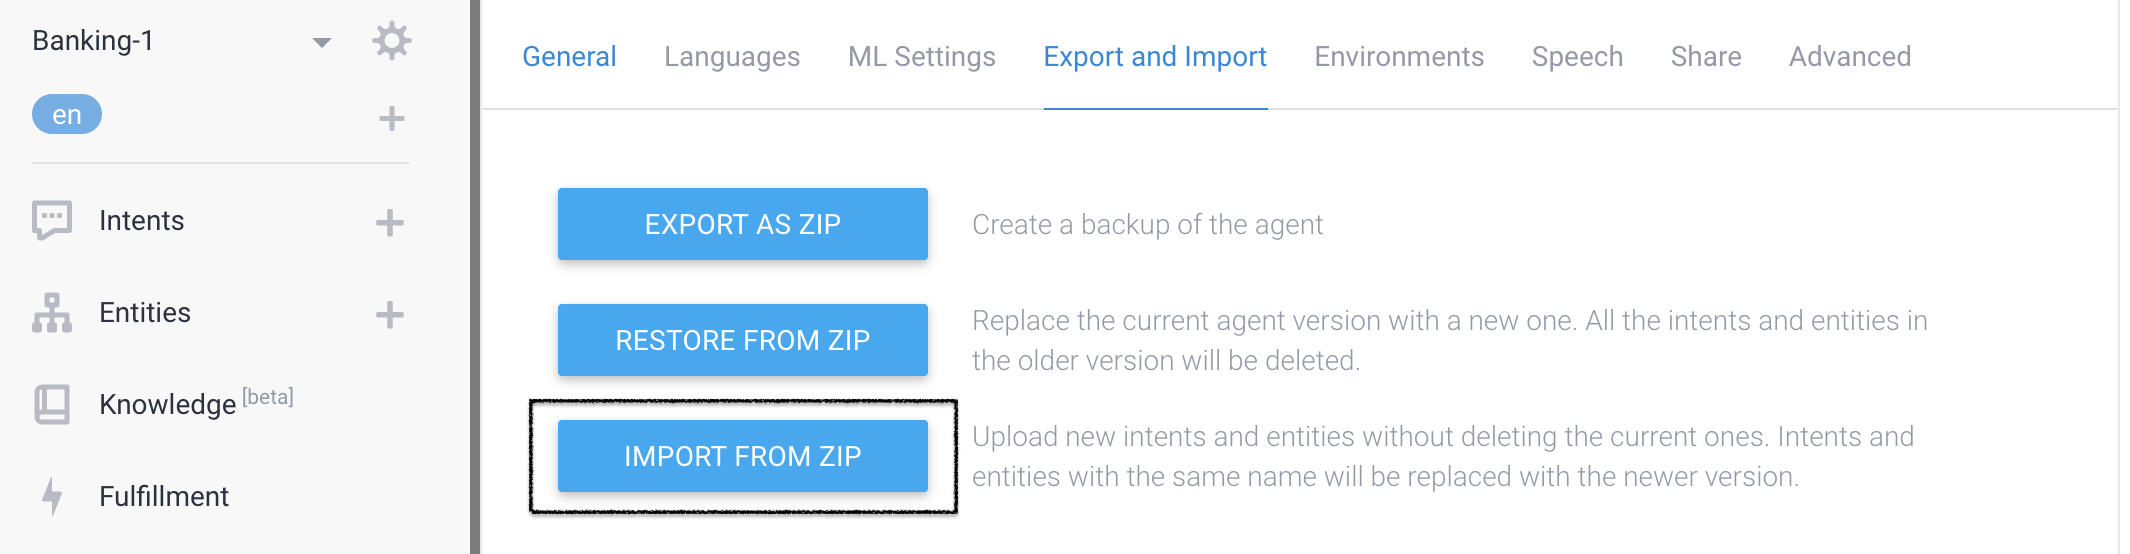 Banking-1
en
Intents
Entities
Knowledge [beta]
Fulfillment
General Languages ML Settings Export and Import Environments Speech Share Advanced
EXPORT AS ZIP
Create a backup of the agent
RESTORE FROM ZIP
Replace the current agent version with a new one. All the intents and entities in
the older version will be deleted.
IMPORT FROM ZIP
Upload new intents and entities without deleting the current ones. Intents and
entities with the same name will be replaced with the newer version.